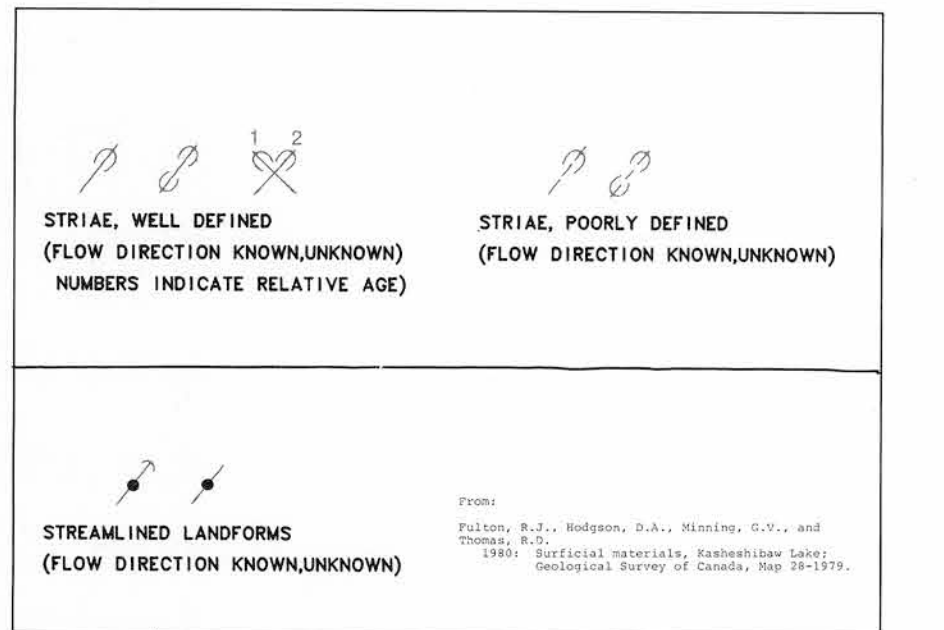 1 2
STRIAE, WELL DEFINED
(FLOW DIRECTION KNOWN,UNKNOWN)
NUMBERS INDICATE RELATIVE AGE)
STRIAE, POORLY DEFINED
(FLOW DIRECTION KNOWN,UNKNOWN)
STREAMLINED LANDFORMS
(FLOW DIRECTION KNOWN,UNKNOWN)
From:
Fulton, R.J., Hodgson, D.A., Minning, G.V., and
Thomas, R.D.
1980: Surficial materials, Kasheshibaw Lake;
Geological Survey of Canada, Map 28-1979.